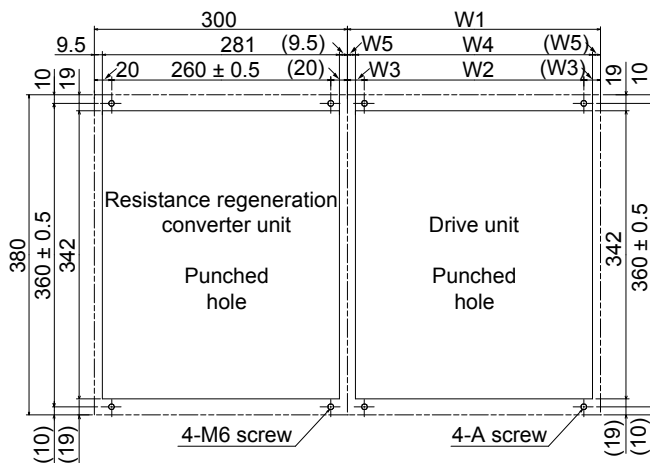 300 W1
9.5 281 (9.5) W5 W4 (W5)
10 19 20 260 ± 0.5 (20) W3 W2 (W3) 19 10
Resistance regeneration
converter unit
Punched
hole
Drive unit
Punched
hole
380
360 ± 0.5
342
342
360 ± 0.5
4-M6 screw
4-A screw
(10)
(19)
(19)
(10)